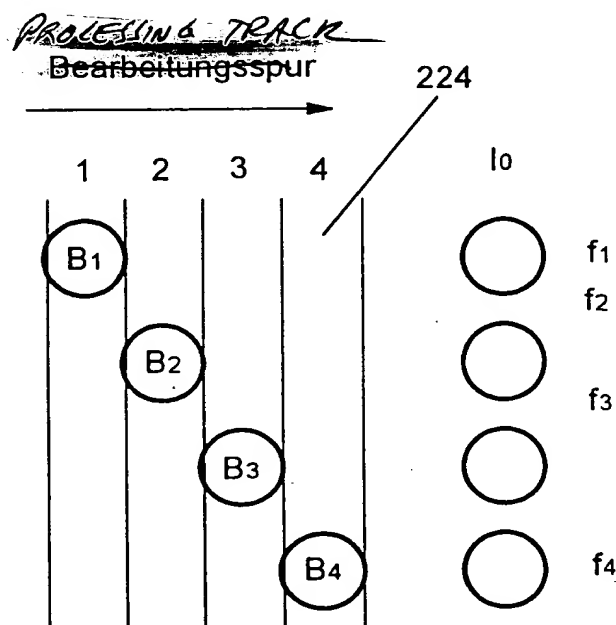 PROCESSING TRACK
Bearbeitungsspur
224
1 2 3 4 I0
B1 f1
f2
B2
f3
B3
B4 f4